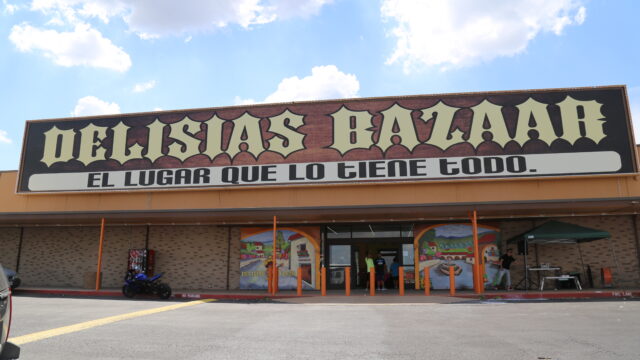 DELISIAS BAZAAR
EL LUGAR QUE LO tIENE tODO.